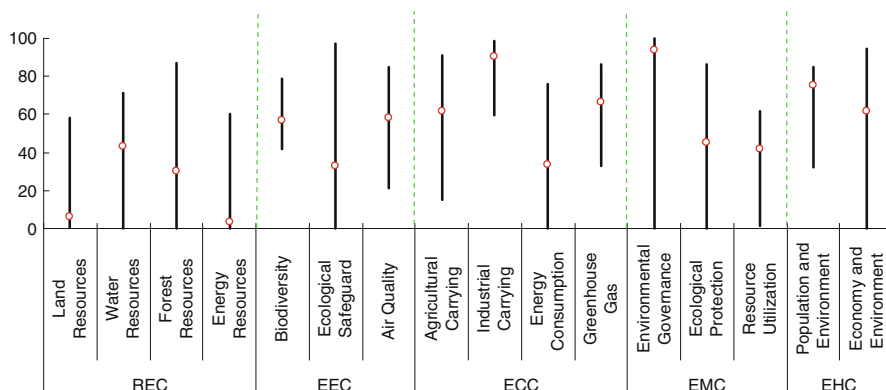 100
80
60
40
20
0
Land
Resources
Water
Resources
Forest
Resources
Energy
Resources
Biodiversity
Ecological
Safeguard
Air Quality
Agricultural
Carrying
Industrial
Carrying
Energy
Consumption
Greenhouse
Gas
Environmental
Governance
Ecological
Protection
Resource
Utilization
Population and
Environment
Economy and
Environment
REC
EEC
ECC
EMC
EHC